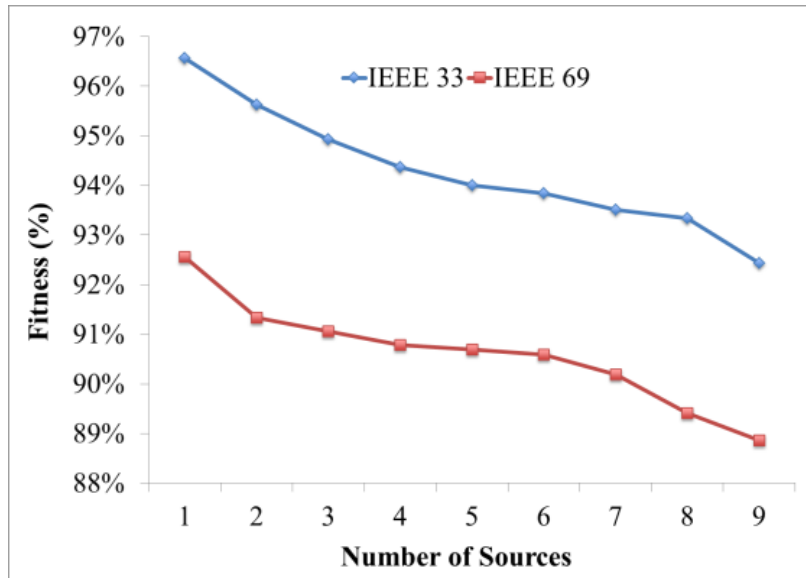 97%
96%
95%
94%
93%
92%
91%
90%
89%
88%
Fitness (%)
IEEE 33 IEEE 69
1 2 3 4 5 6 7 8 9
Number of Sources